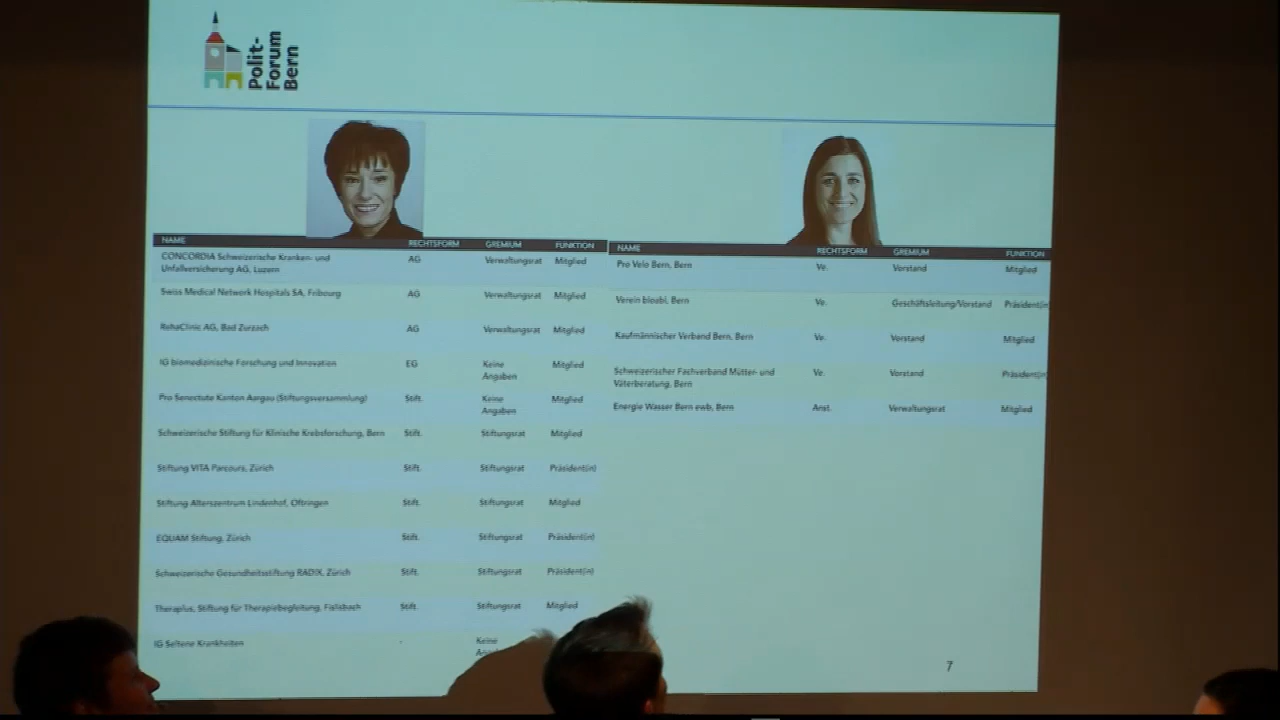 Polit-
Forum
Bern
NAME RECHTSFORM GREMIUM FUNKTION
CONCORDIA Schweizerische Kranken- und
Unfallversicherung AG, Luzern AG Verwaltungsrat Mitglied
Swiss Medical Network Hospitals SA, Fribourg AG Verwaltungsrat Mitglied
RehaClinic AG, Bad Zurzach AG Verwaltungsrat Mitglied
IG biomedizinische Forschung und Innovation EG Keine
Angaben Mitglied
Pro Senectute Kanton Aargau (Stiftungsversammlung) Stift. Keine
Angaben Mitglied
Schweizerische Stiftung für Klinische Krebsforschung, Bern Stift. Stiftungsrat Mitglied
Stiftung VITA Parcours, Zürich Stift. Stiftungsrat Präsident(in)
Stiftung Alterszentrum Lindenhof, Oftringen Stift. Stiftungsrat Mitglied
EQUAM Stiftung, Zürich Stift. Stiftungsrat Präsident(in)
Schweizerische Gesundheitsstiftung RADIX, Zürich Stift. Stiftungsrat Präsident(in)
Theraplus, Stiftung für Therapiebegleitung, Fislisbach Stift. Stiftungsrat Mitglied
IG Seltene Krankheiten - Keine
NAME RECHTSFORM GREMIUM FUNKTION
Pro Velo Bern, Bern Ve. Vorstand Mitglied
Verein bloabl, Bern Ve. Geschäftsleitung/Vorstand Präsident(in
Kaufmännischer Verband Bern, Bern Ve. Vorstand Mitglied
Schweizerischer Fachverband Mütter- und
Väterberatung, Bern Ve. Vorstand Präsident(in
Energie Wasser Bern ewb, Bern Anst. Verwaltungsrat Mitglied
7